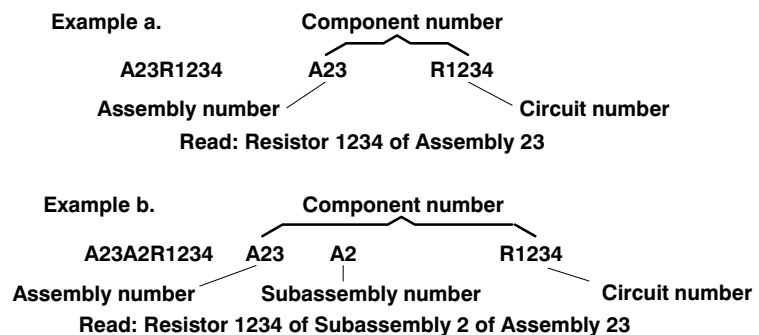 Example a. Component number
A23R1234 A23 R1234
Assembly number Circuit number
Read: Resistor 1234 of Assembly 23
Example b. Component number
A23A2R1234 A23 A2 R1234
Assembly number Subassembly number Circuit number
Read: Resistor 1234 of Subassembly 2 of Assembly 23